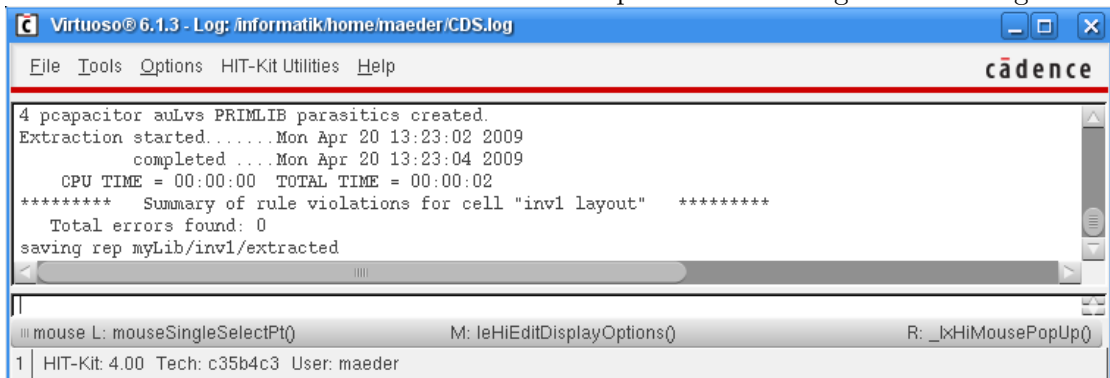 Virtuoso® 6.1.3 - Log: /informatik/home/maeder/CDS.log
File Tools Options HIT-Kit Utilities Help cādence
4 pcapacitor auLvs PRIMLIB parasitics created.
Extraction started.......Mon Apr 20 13:23:02 2009
completed ....Mon Apr 20 13:23:04 2009
CPU TIME = 00:00:00 TOTAL TIME = 00:00:02
********* Summary of rule violations for cell "inv1 layout" *********
Total errors found: 0
saving rep myLib/inv1/extracted
mouse L: mouseSingleSelectPt() M: leHiEditDisplayOptions() R: _lxHiMousePopUp()
1 HIT-Kit: 4.00 Tech: c35b4c3 User: maeder